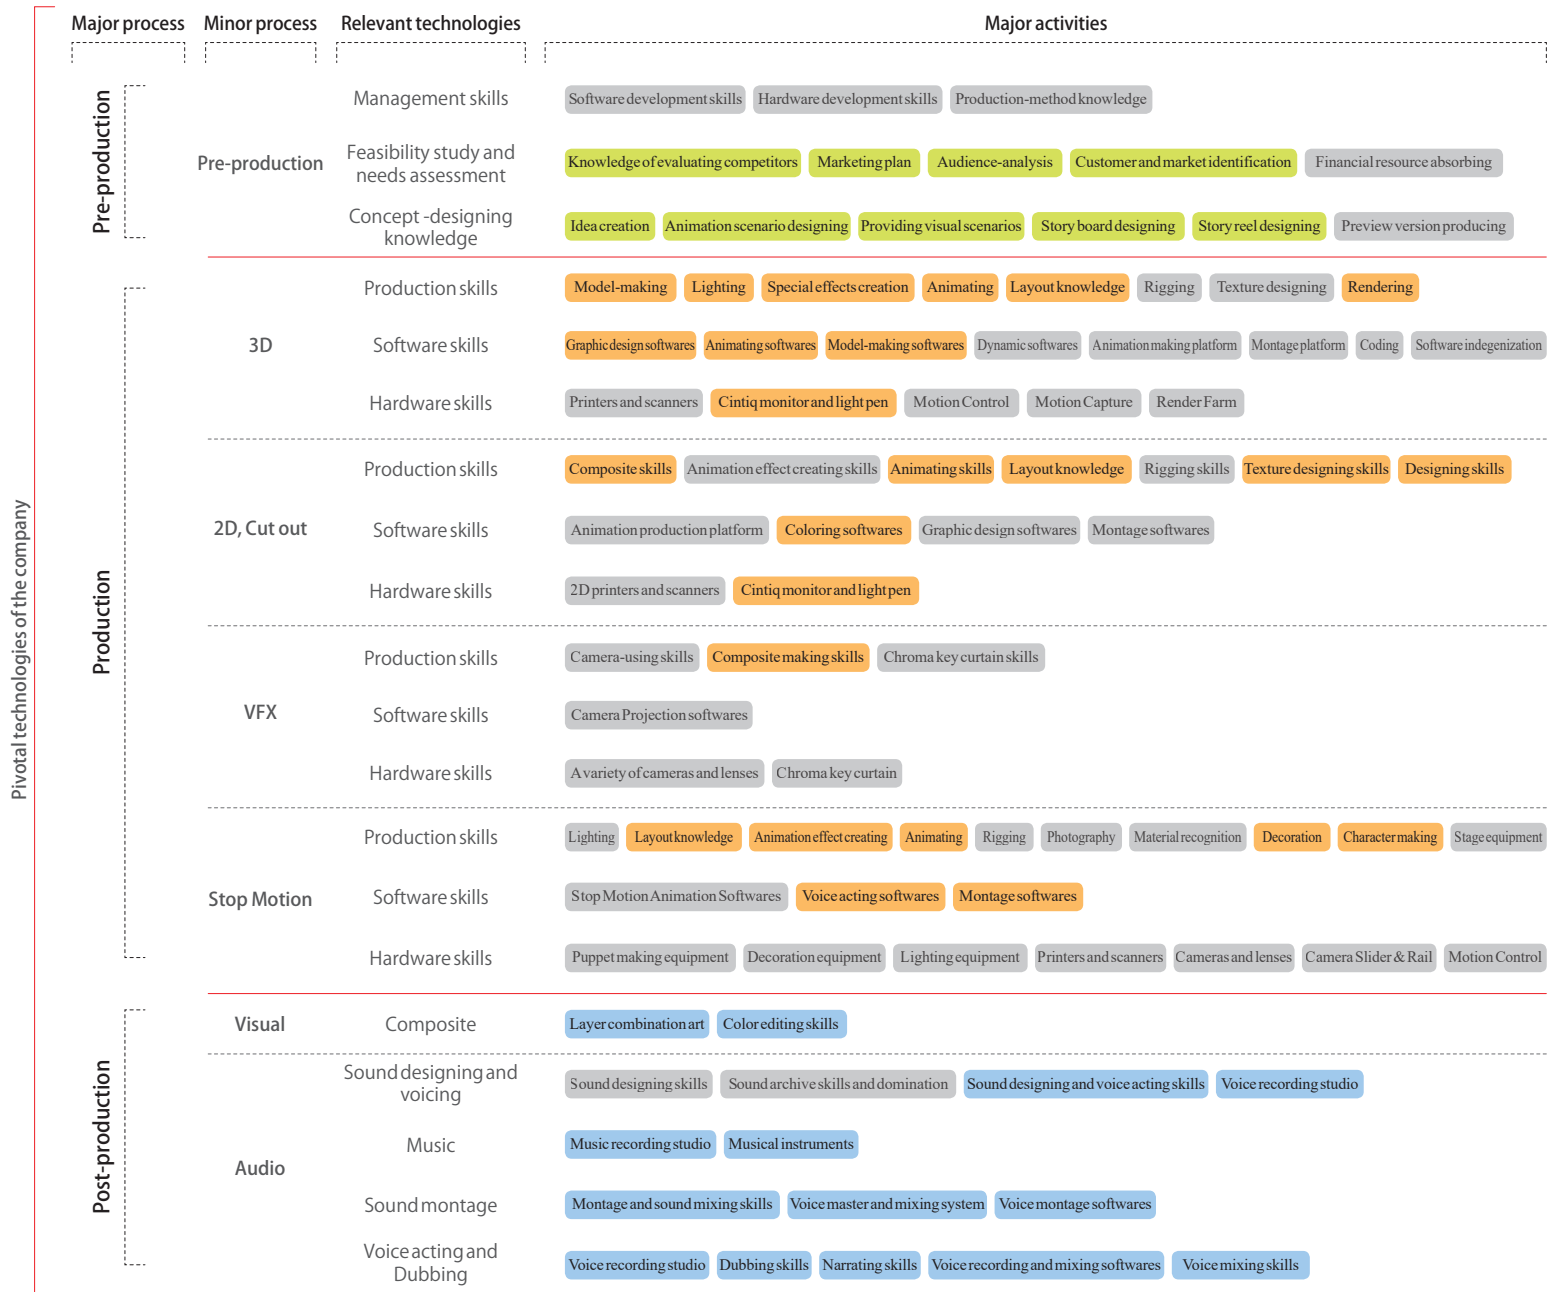 Major process Minor process Relevant technologies Major activities
Pivotal technologies of the company
Pre-production
Pre-production
Management skills
Software development skills Hardware development skills Production-method knowledge
Feasibility study and
needs assessment
Knowledge of evaluating competitors Marketing plan Audience-analysis Customer and market identification Financial resource absorbing
Concept -designing
knowledge
Idea creation Animation scenario designing Providing visual scenarios Story board designing Story reel designing Preview version producing
Production
3D
Production skills
Model-making Lighting Special effects creation Animating Layout knowledge Rigging Texture designing Rendering
Software skills
Graphic design softwares Animating softwares Model-making softwares Dynamic softwares Animation making platform Montage platform Coding Software indegenization
Hardware skills
Printers and scanners Cintiq monitor and light pen Motion Control Motion Capture Render Farm
2D, Cut out
Production skills
Composite skills Animation effect creating skills Animating skills Layout knowledge Rigging skills Texture designing skills Designing skills
Software skills
Animation production platform Coloring softwares Graphic design softwares Montage softwares
Hardware skills
2D printers and scanners Cintiq monitor and light pen
VFX
Production skills
Camera-using skills Composite making skills Chroma key curtain skills
Software skills
Camera Projection softwares
Hardware skills
A variety of cameras and lenses Chroma key curtain
Stop Motion
Production skills
Lighting Layout knowledge Animation effect creating Animating Rigging Photography Material recognition Decoration Character making Stage equipment
Software skills
Stop Motion Animation Softwares Voice acting softwares Montage softwares
Hardware skills
Puppet making equipment Decoration equipment Lighting equipment Printers and scanners Cameras and lenses Camera Slider & Rail Motion Control
Post-production
Visual
Composite
Layer combination art Color editing skills
Audio
Sound designing and
voicing
Sound designing skills Sound archive skills and domination Sound designing and voice acting skills Voice recording studio
Music
Music recording studio Musical instruments
Sound montage
Montage and sound mixing skills Voice master and mixing system Voice montage softwares
Voice acting and
Dubbing
Voice recording studio Dubbing skills Narrating skills Voice recording and mixing softwares Voice mixing skills